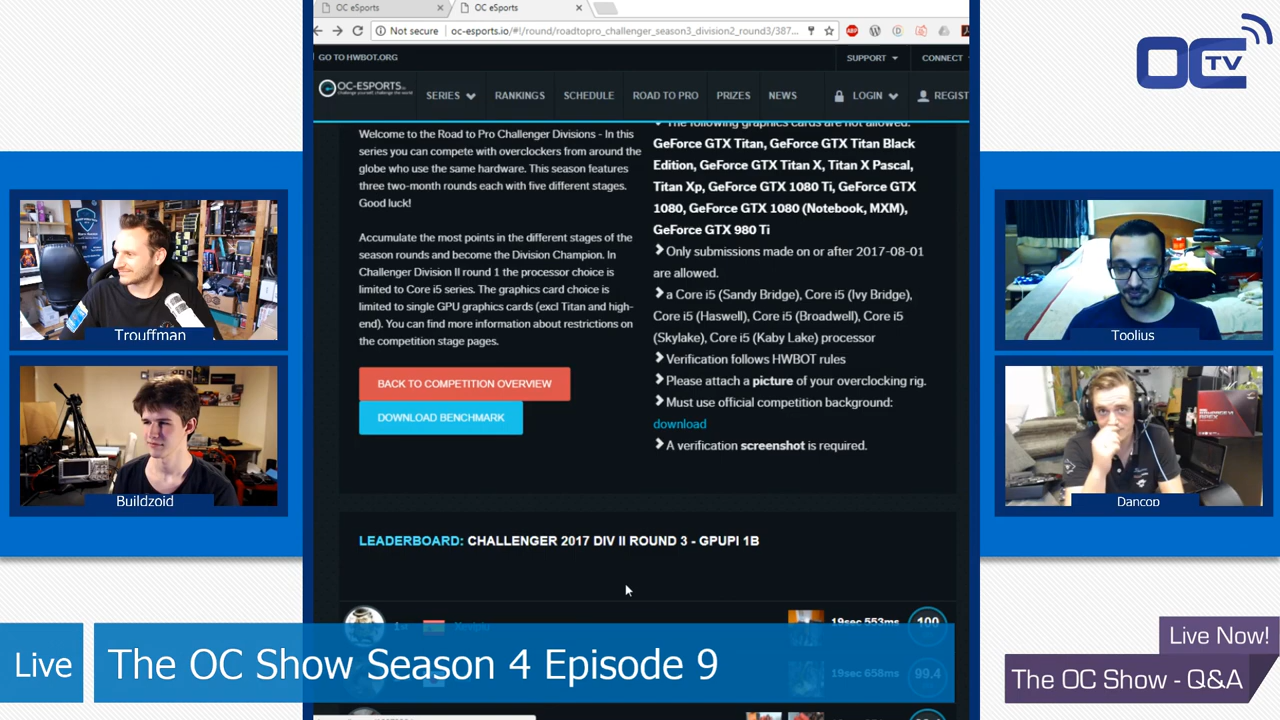 OC eSports
OC eSports
Not secure
oc-esports.io/#!/round/roadtopro_challenger_season3_division2_round3/387...
GO TO HWBOT.ORG
SUPPORT
CONNECT
OC-ESPORTS
SERIES
RANKINGS
SCHEDULE
ROAD TO PRO
PRIZES
NEWS
LOGIN
REGIST
OC TV
Welcome to the Road to Pro Challenger Divisions - In this
series you can compete with overclockers from around the
globe who use the same hardware. This season features
three two-month rounds each with five different stages.
Good luck!
Accumulate the most points in the different stages of the
season rounds and become the Division Champion. In
Challenger Division II round 1 the processor choice is
limited to Core i5 series. The graphics card choice is
limited to single GPU graphics cards (excl Titan and high-
end). You can find more information about restrictions on
the competition stage pages.
BACK TO COMPETITION OVERVIEW
DOWNLOAD BENCHMARK
The following graphics cards are not allowed:
GeForce GTX Titan, GeForce GTX Titan Black
Edition, GeForce GTX Titan X, Titan X Pascal,
Titan Xp, GeForce GTX 1080 Ti, GeForce GTX
1080, GeForce GTX 1080 (Notebook, MXM),
GeForce GTX 980 Ti
Only submissions made on or after 2017-08-01
are allowed.
a Core i5 (Sandy Bridge), Core i5 (Ivy Bridge),
Core i5 (Haswell), Core i5 (Broadwell), Core i5
(Skylake), Core i5 (Kaby Lake) processor
Verification follows HWBOT rules
Please attach a picture of your overclocking rig.
Must use official competition background:
download
A verification screenshot is required.
LEADERBOARD: CHALLENGER 2017 DIV II ROUND 3 - GPUPI 1B
19sec 553ms
100
19sec 658ms
99.4
Trouffman
Buildzoid
Toolius
Dancop
Live
The OC Show Season 4 Episode 9
Live Now!
The OC Show - Q&A